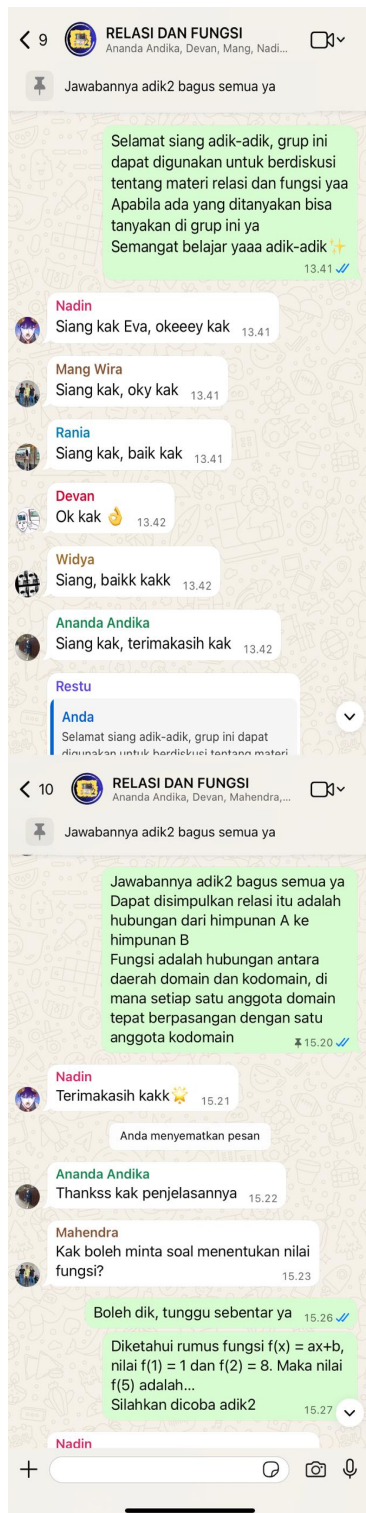 9
RELASI DAN FUNGSI
Ananda Andika, Devan, Mang, Nadi...
Jawabannya adik2 bagus semua ya
Selamat siang adik-adik, grup ini
dapat digunakan untuk berdiskusi
tentang materi relasi dan fungsi yaa
Apabila ada yang ditanyakan bisa
tanyakan di grup ini ya
Semangat belajar yaaa adik-adik✨
13.41
Nadin
Siang kak Eva, okeeey kak 13.41
Mang Wira
Siang kak, oky kak 13.41
Rania
Siang kak, baik kak 13.41
Devan
Ok kak 👌 13.42
Widya
Siang, baikk kakk 13.42
Ananda Andika
Siang kak, terimakasih kak 13.42
Restu
Anda
Selamat siang adik-adik, grup ini dapat
digunakan untuk berdiskusi tentang materi
10
RELASI DAN FUNGSI
Ananda Andika, Devan, Mahendra,...
Jawabannya adik2 bagus semua ya
Jawabannya adik2 bagus semua ya
Dapat disimpulkan relasi itu adalah
hubungan dari himpunan A ke
himpunan B
Fungsi adalah hubungan antara
daerah domain dan kodomain, di
mana setiap satu anggota domain
tepat berpasangan dengan satu
anggota kodomain 15.20
Nadin
Terimakasih kakk🌟 15.21
Anda menyematkan pesan
Ananda Andika
Thankss kak penjelasannya 15.22
Mahendra
Kak boleh minta soal menentukan nilai
fungsi? 15.23
Boleh dik, tunggu sebentar ya 15.26
Diketahui rumus fungsi f(x) = ax+b,
nilai f(1) = 1 dan f(2) = 8. Maka nilai
f(5) adalah...
Silahkan dicoba adik2 15.27
Nadin